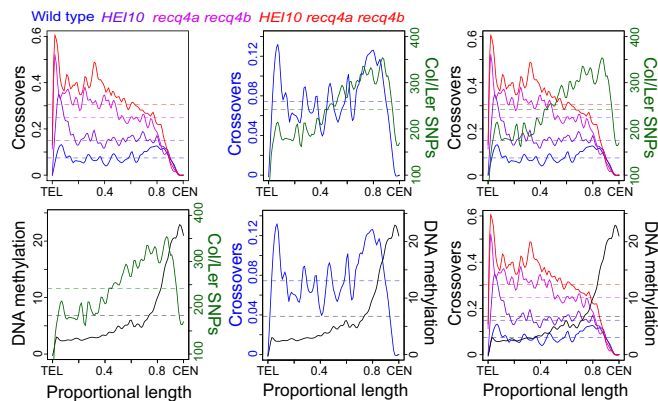 Wild type HEI10 recq4a recq4b HEI10 recq4a recq4b
Crossovers
0.6
0.4
0.2
0
TEL
0.4
0.8
CEN
Crossovers
0.12
0.08
0.04
0
TEL
0.4
0.8
CEN
400
300
200
100
Col/Ler SNPs
Crossovers
0.6
0.4
0.2
0
TEL
0.4
0.8
CEN
400
300
200
100
Col/Ler SNPs
DNA methylation
20
10
0
TEL
0.4
0.8
CEN
400
300
200
100
Col/Ler SNPs
Proportional length
Crossovers
0.12
0.08
0.04
0
TEL
0.4
0.8
CEN
20
15
10
5
0
DNA methylation
Proportional length
Crossovers
0.6
0.4
0.2
0
TEL
0.4
0.8
CEN
20
15
10
5
0
DNA methylation
Proportional length